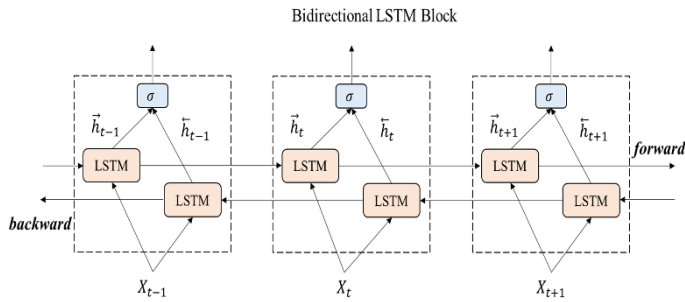 Bidirectional LSTM Block
σ σ σ
h⃗ₜ₋₁ h⃖ₜ₋₁ h⃗ₜ h⃖ₜ h⃗ₜ₊₁ h⃖ₜ₊₁
forward
LSTM LSTM LSTM
LSTM LSTM LSTM
backward
Xₜ₋₁ Xₜ Xₜ₊₁